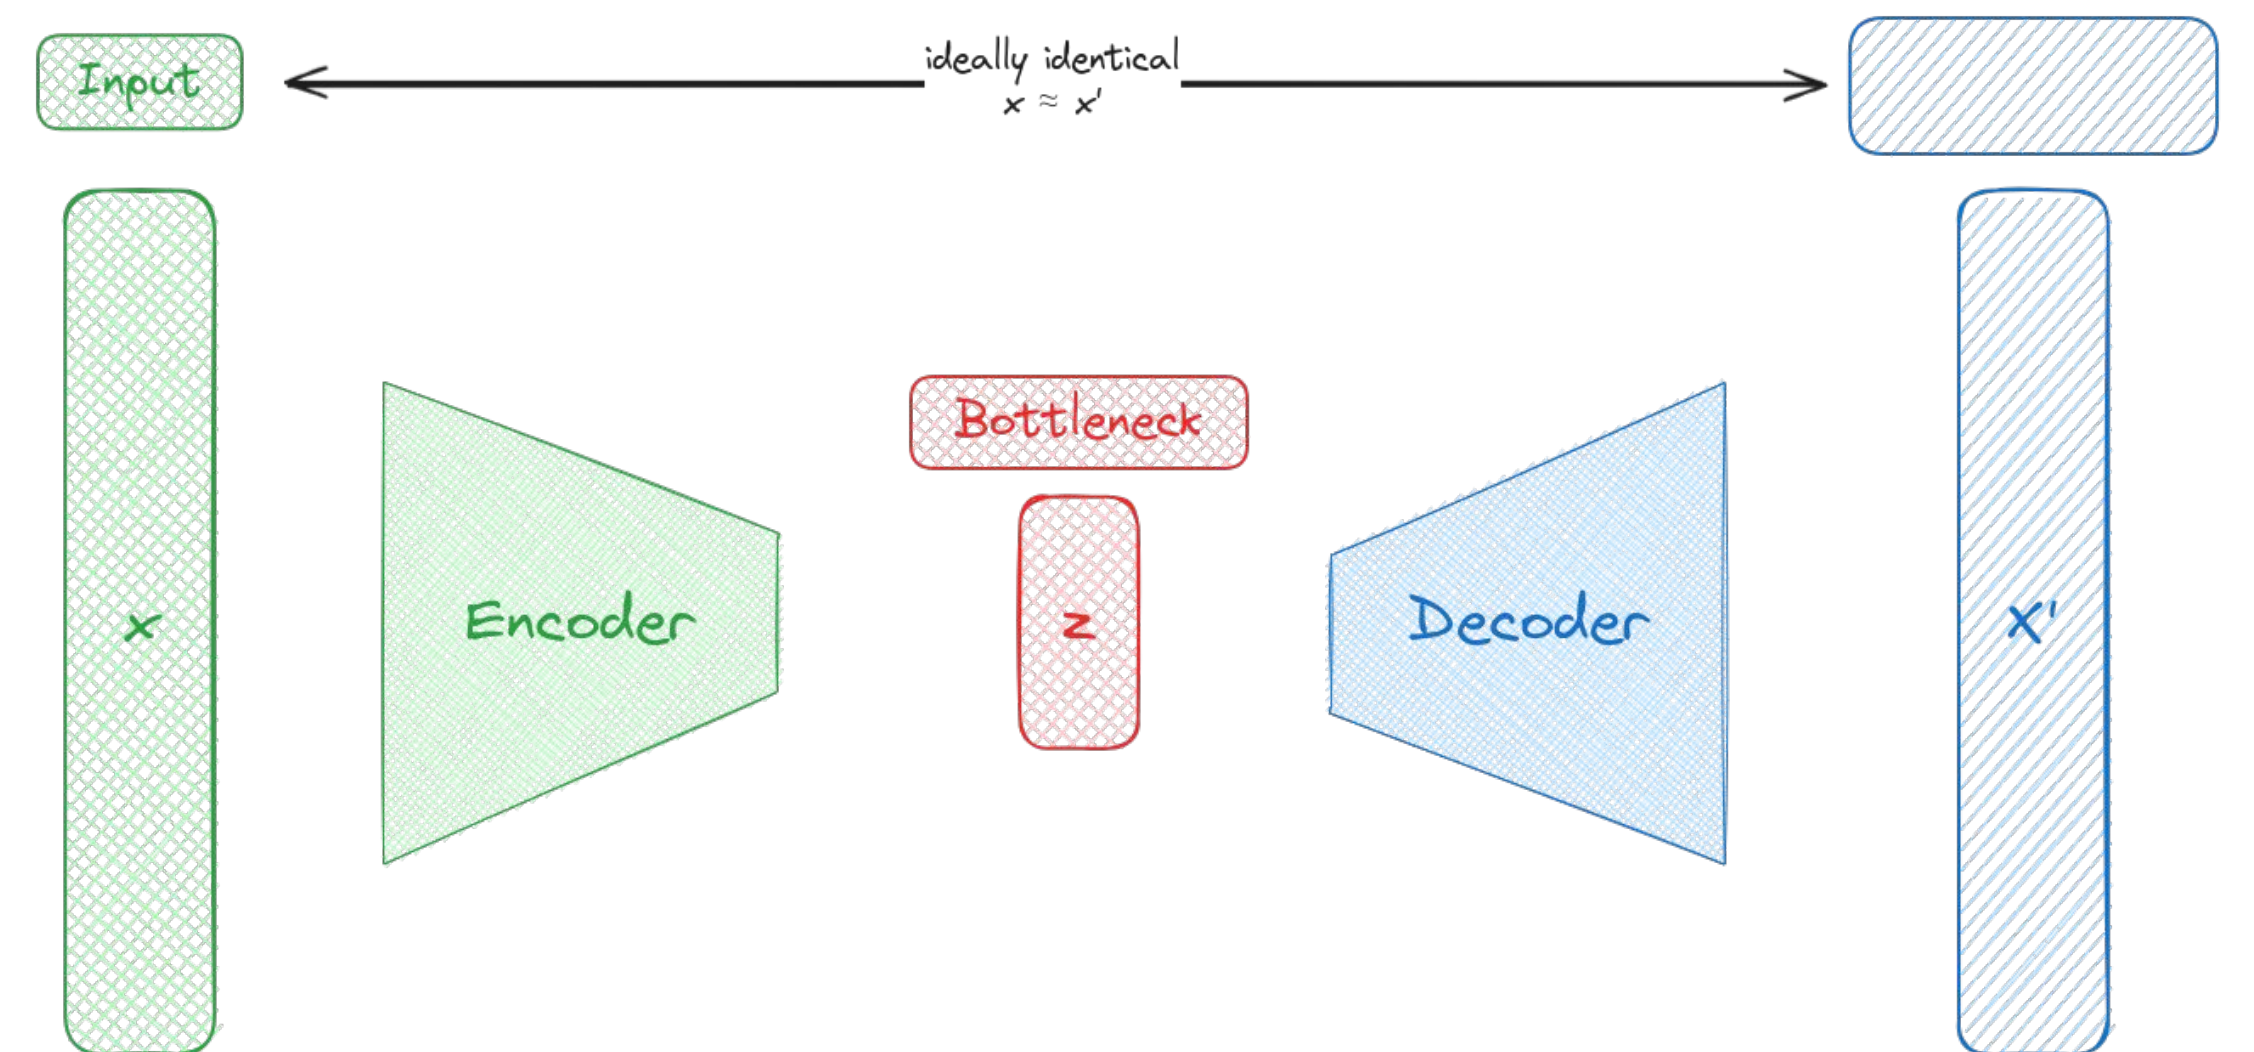 Input
ideally identical
x ≈ x'
Bottleneck
x
Encoder
z
Decoder
x'